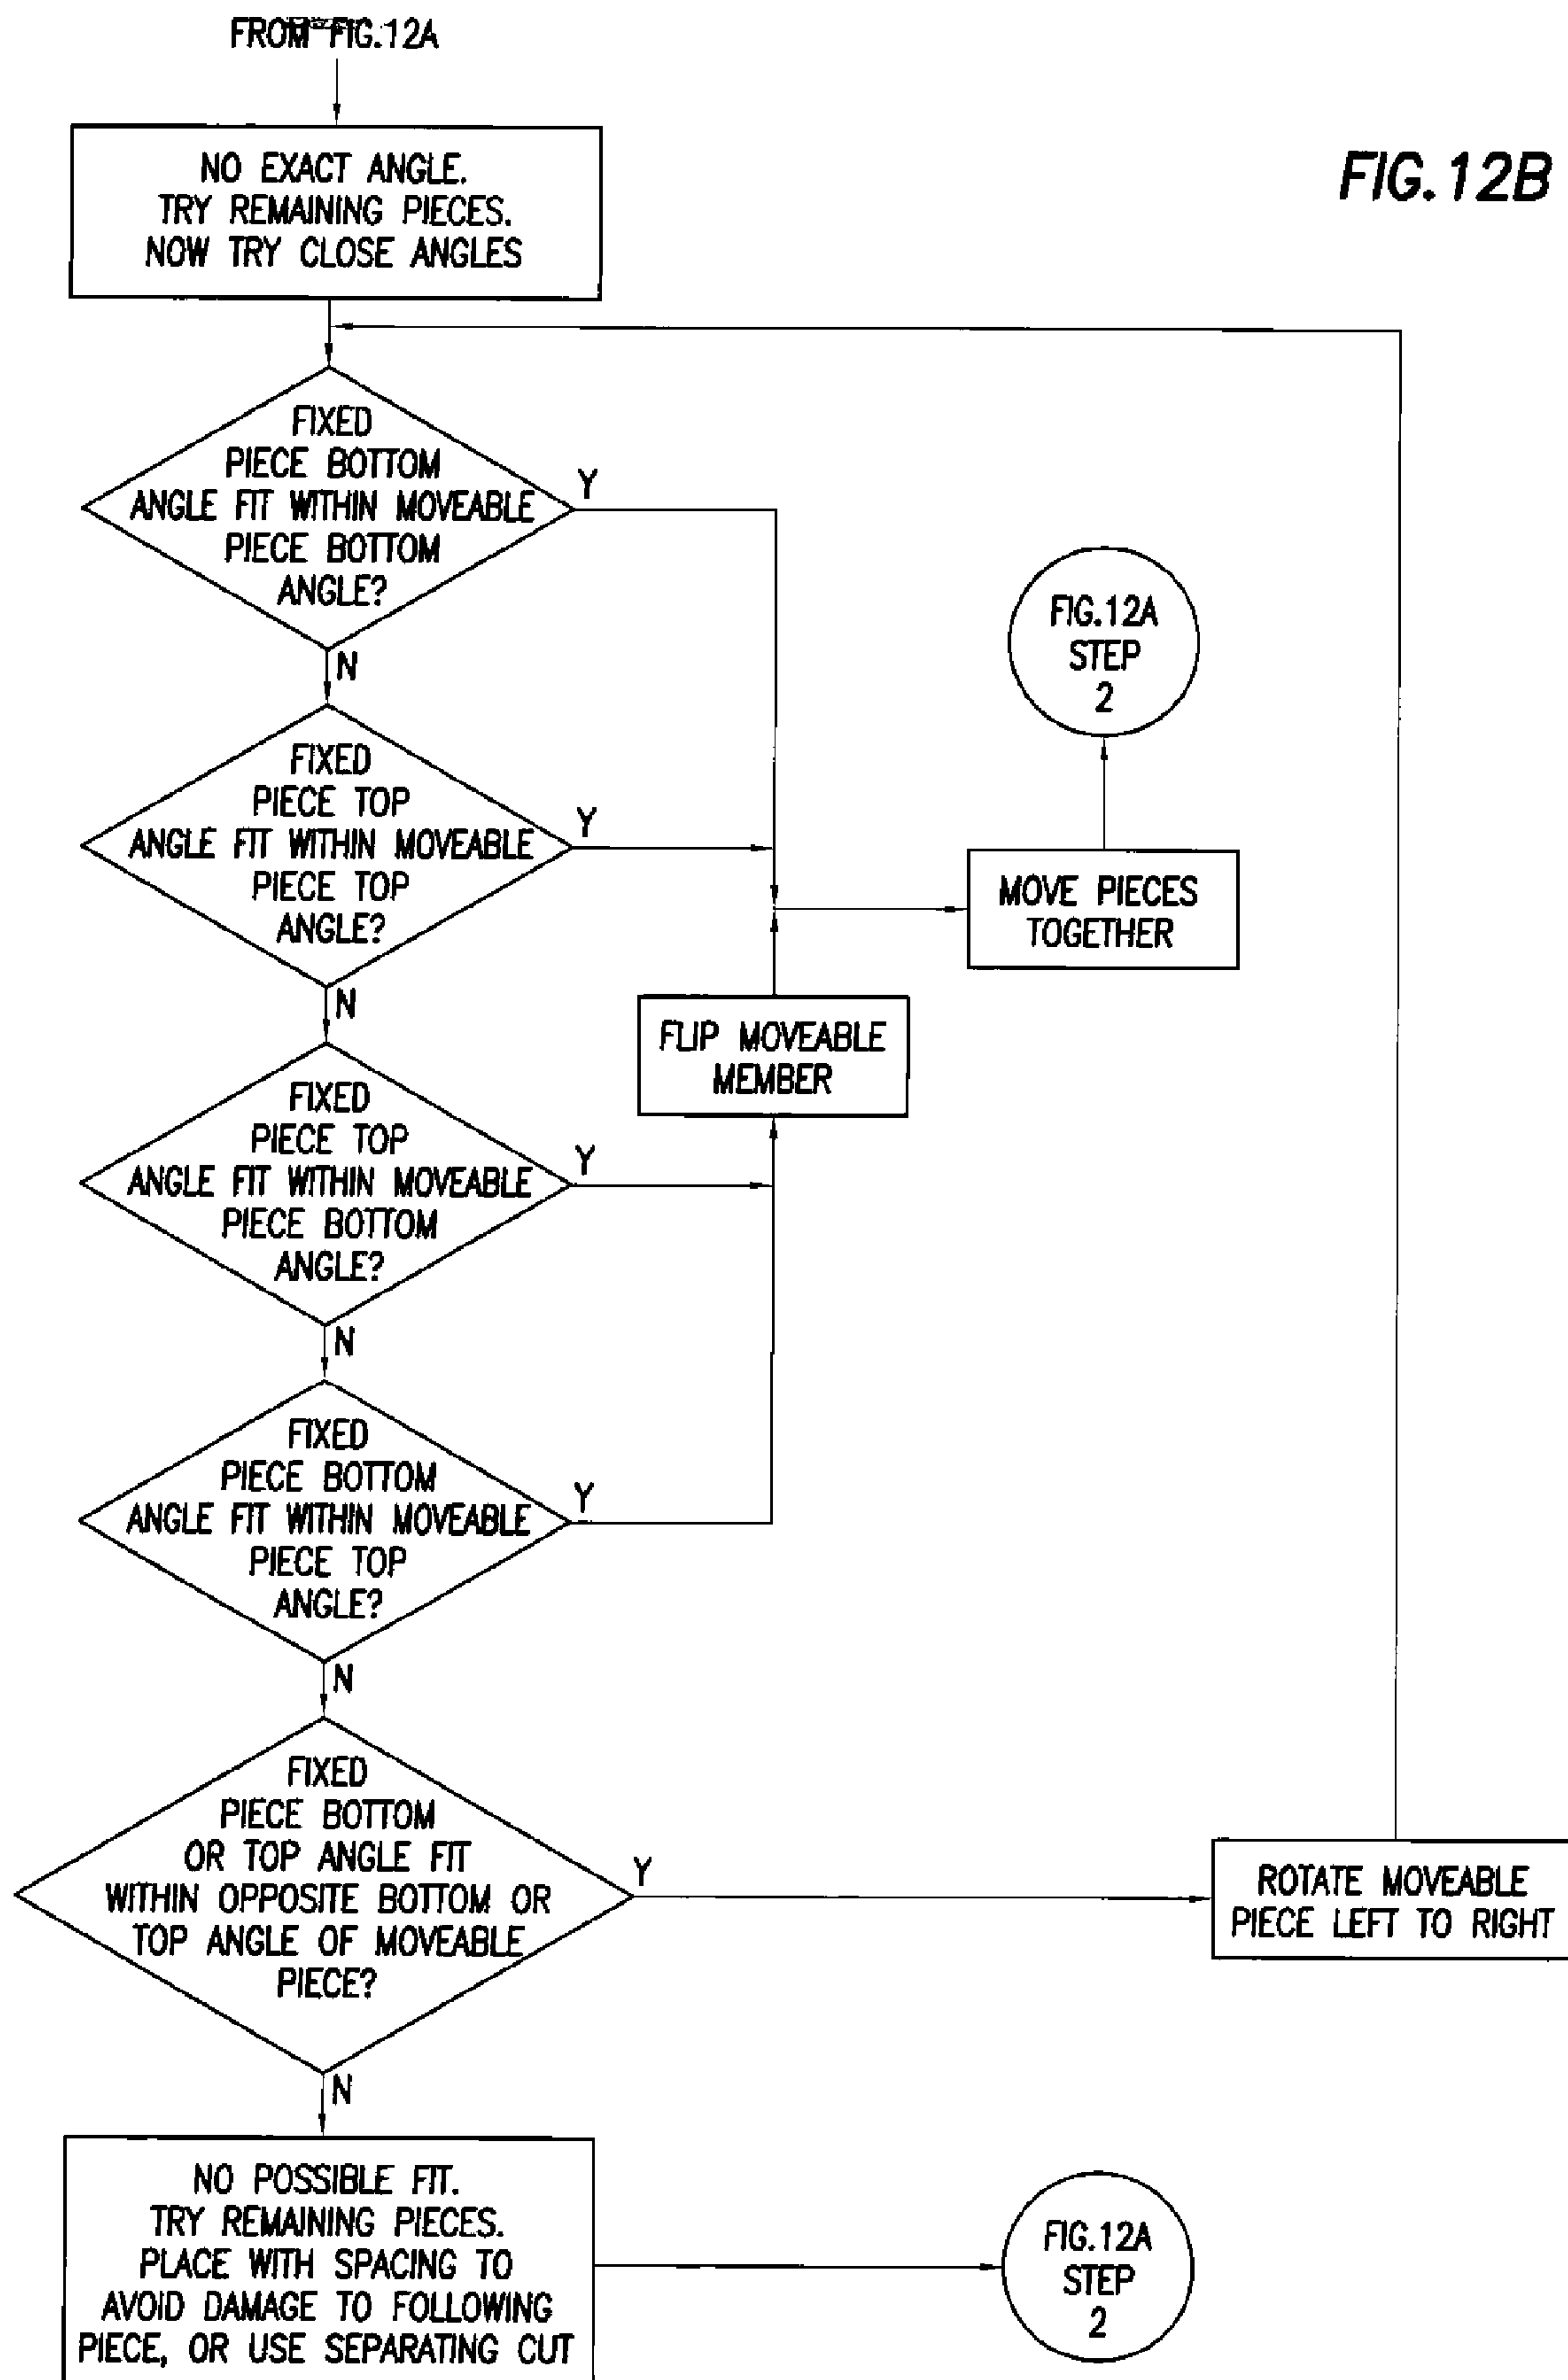 FROM FIG.12A
FIG.12B
NO EXACT ANGLE.
TRY REMAINING PIECES.
NOW TRY CLOSE ANGLES
FIXED
PIECE BOTTOM
ANGLE FIT WITHIN MOVEABLE
PIECE BOTTOM
ANGLE?
Y
N
FIG.12A
STEP
2
FIXED
PIECE TOP
ANGLE FIT WITHIN MOVEABLE
PIECE TOP
ANGLE?
Y
N
MOVE PIECES
TOGETHER
FLIP MOVEABLE
MEMBER
FIXED
PIECE TOP
ANGLE FIT WITHIN MOVEABLE
PIECE BOTTOM
ANGLE?
Y
N
FIXED
PIECE BOTTOM
ANGLE FIT WITHIN MOVEABLE
PIECE TOP
ANGLE?
Y
N
FIXED
PIECE BOTTOM
OR TOP ANGLE FIT
WITHIN OPPOSITE BOTTOM OR
TOP ANGLE OF MOVEABLE
PIECE?
Y
N
ROTATE MOVEABLE
PIECE LEFT TO RIGHT
NO POSSIBLE FIT.
TRY REMAINING PIECES.
PLACE WITH SPACING TO
AVOID DAMAGE TO FOLLOWING
PIECE, OR USE SEPARATING CUT
FIG.12A
STEP
2